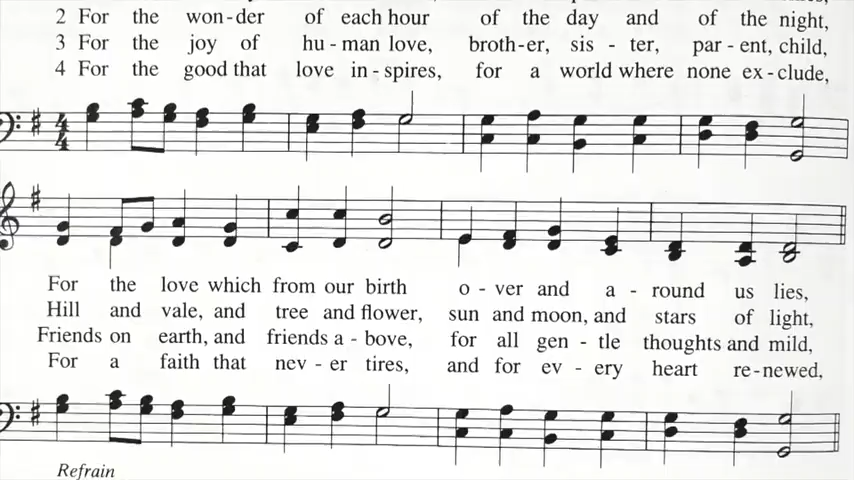 2 For the won-der of each hour of the day and of the night,
3 For the joy of hu-man love, broth-er, sis-ter, par-ent, child,
4 For the good that love in-spires, for a world where none ex-clude,
4
4
For the love which from our birth o-ver and a-round us lies,
Hill and vale, and tree and flower, sun and moon, and stars of light,
Friends on earth, and friends a-bove, for all gen-tle thoughts and mild,
For a faith that nev-er tires, and for ev-ery heart re-newed,
Refrain